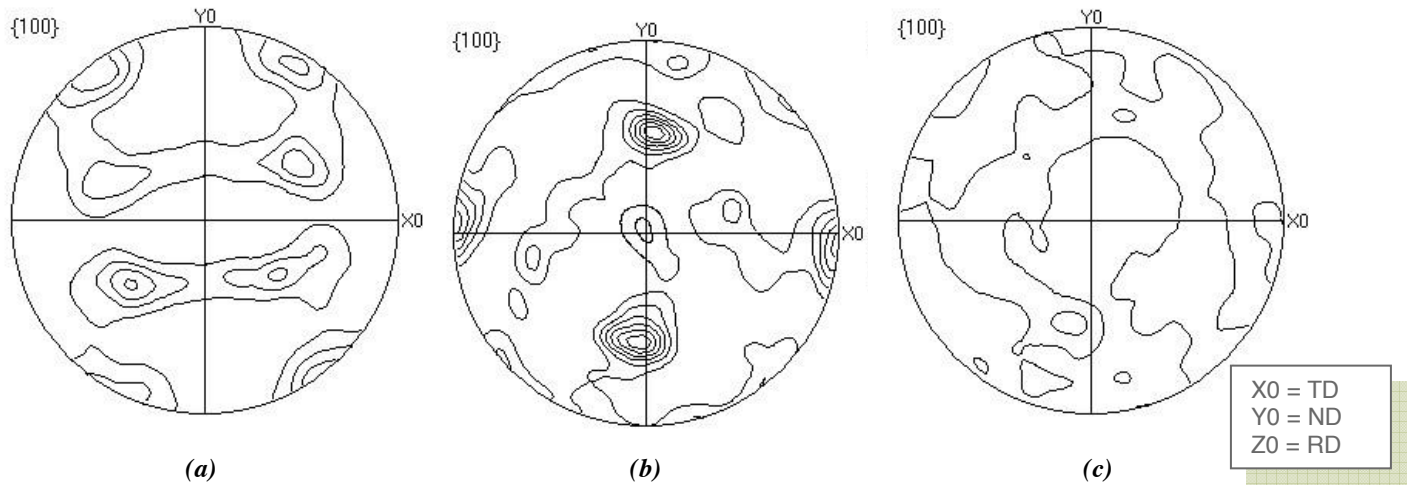 {100}
Y0
X0
(a)
{100}
Y0
X0
(b)
{100}
Y0
X0
(c)
X0 = TD
Y0 = ND
Z0 = RD